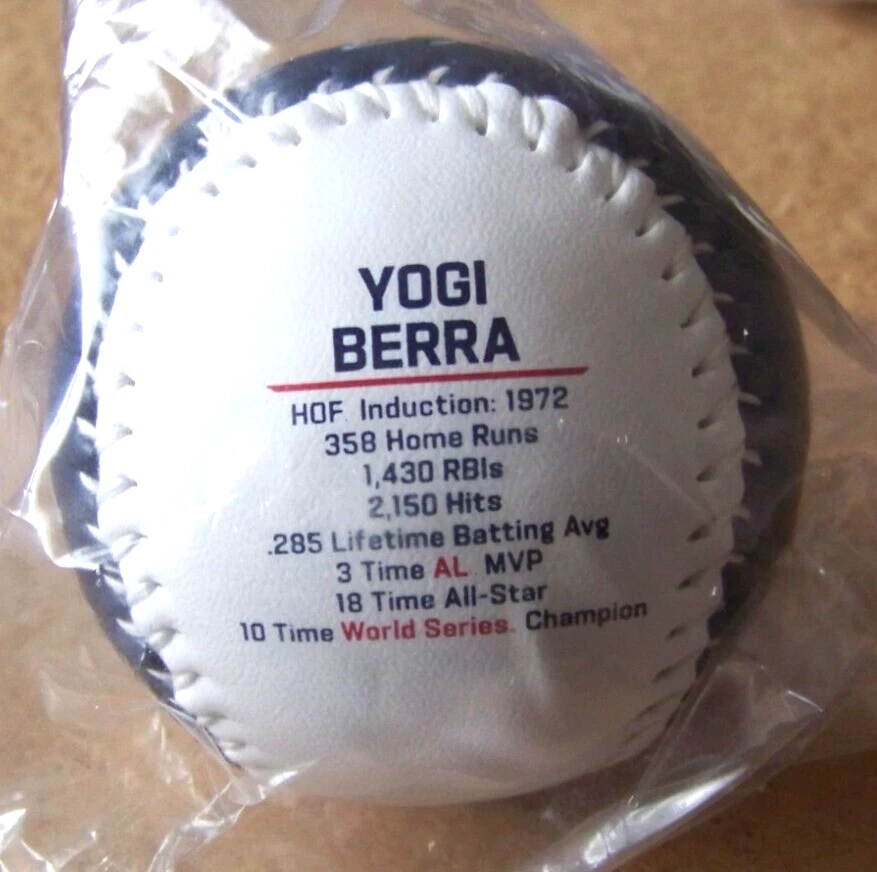 YOGI
BERRA
HOF Induction: 1972
358 Home Runs
1,430 RBIs
2,150 Hits
.285 Lifetime Batting Avg
3 Time AL MVP
18 Time All-Star
10 Time World Series Champion